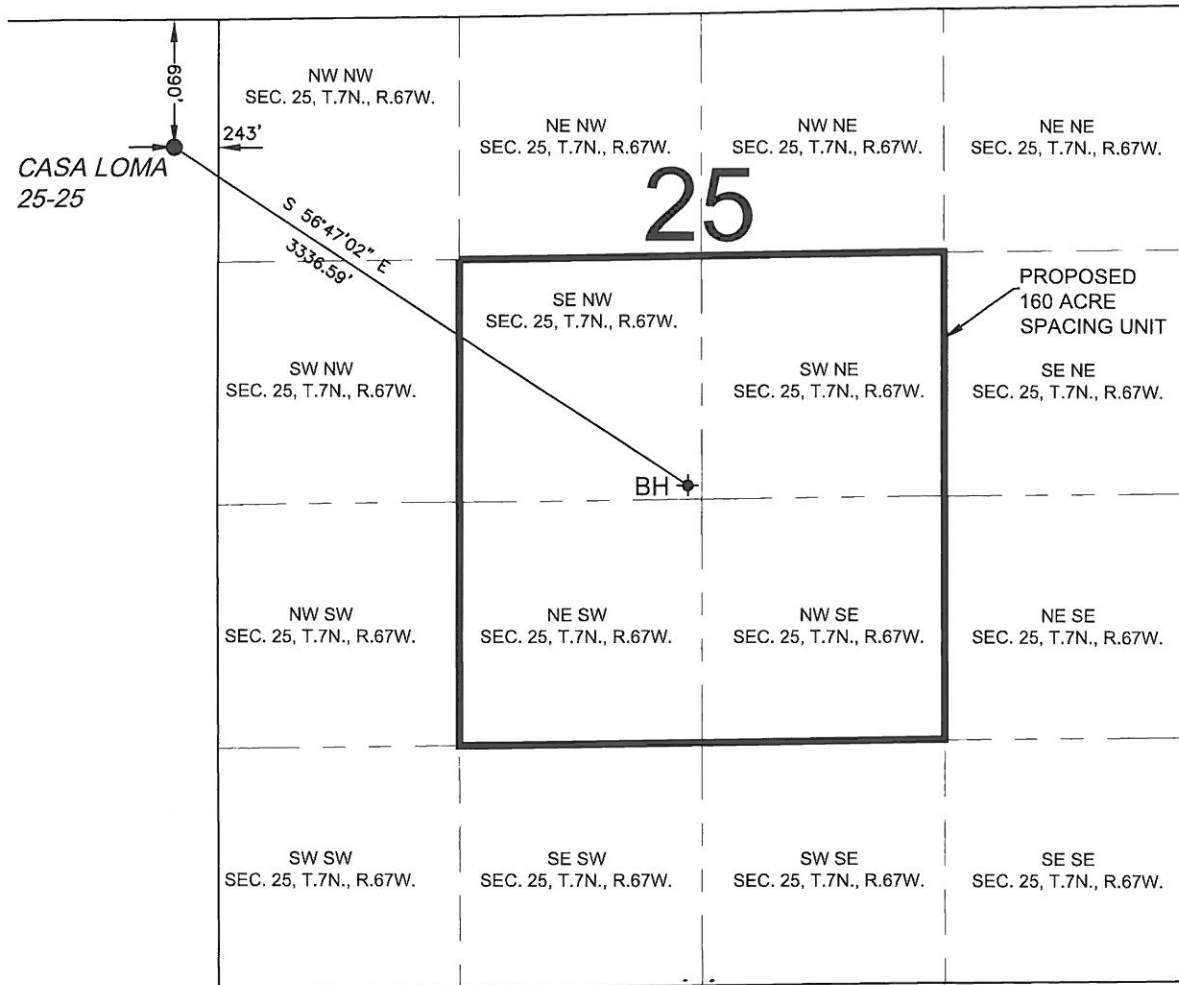 690'
NW NW
SEC. 25, T.7N., R.67W.
243'
CASA LOMA
25-25
NE NW
SEC. 25, T.7N., R.67W.
NW NE
SEC. 25, T.7N., R.67W.
NE NE
SEC. 25, T.7N., R.67W.
25
S 56°47'02" E
3336.59'
PROPOSED
160 ACRE
SPACING UNIT
SE NW
SEC. 25, T.7N., R.67W.
SW NW
SEC. 25, T.7N., R.67W.
SW NE
SEC. 25, T.7N., R.67W.
SE NE
SEC. 25, T.7N., R.67W.
BH
NW SW
SEC. 25, T.7N., R.67W.
NE SW
SEC. 25, T.7N., R.67W.
NW SE
SEC. 25, T.7N., R.67W.
NE SE
SEC. 25, T.7N., R.67W.
SW SW
SEC. 25, T.7N., R.67W.
SE SW
SEC. 25, T.7N., R.67W.
SW SE
SEC. 25, T.7N., R.67W.
SE SE
SEC. 25, T.7N., R.67W.